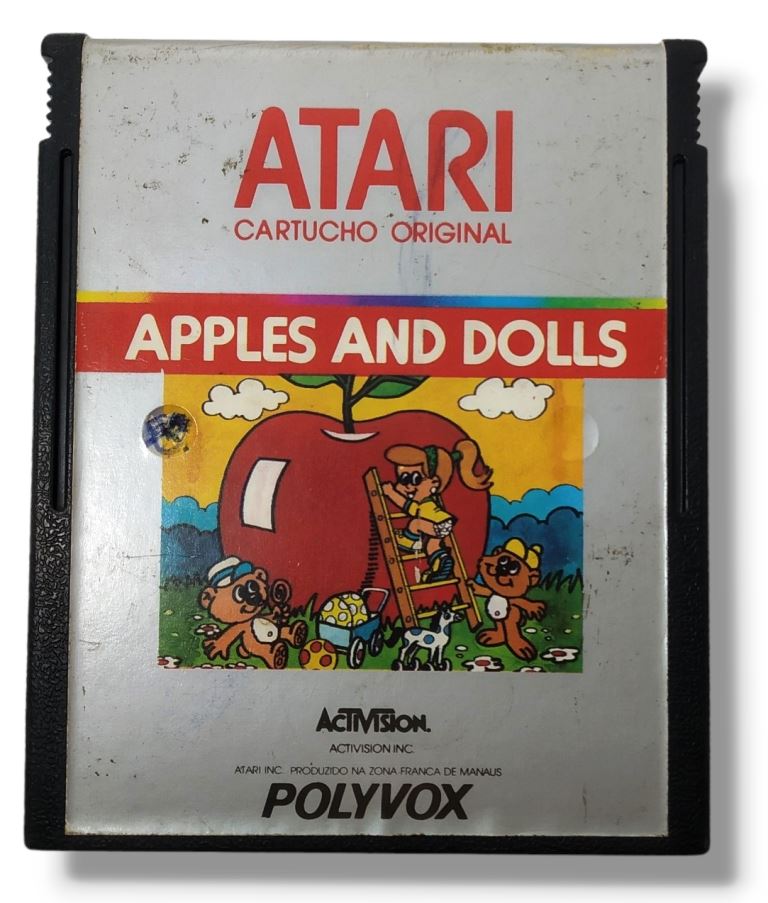 ATARI
CARTUCHO ORIGINAL
APPLES AND DOLLS
ACTIVISION.
ACTIVISION INC.
ATARI INC. PRODUZIDO NA ZONA FRANCA DE MANAUS
POLYVOX